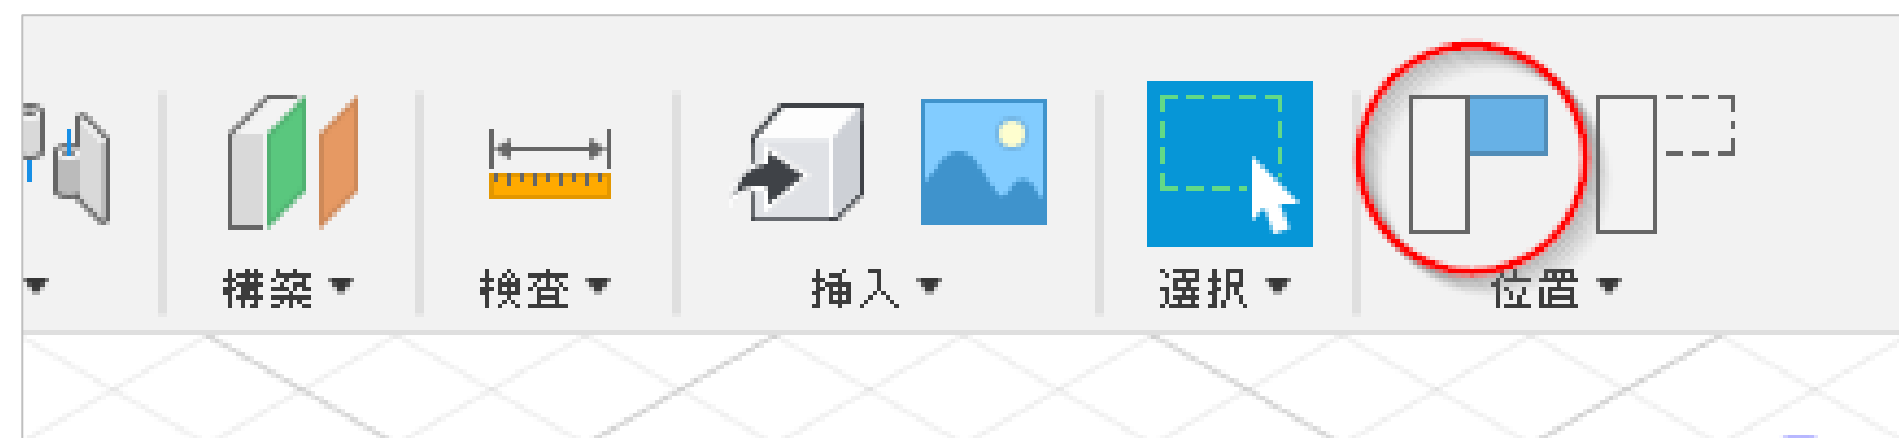 構築 ▼ 検査 ▼ 挿入 ▼ 選択 ▼ 位置 ▼